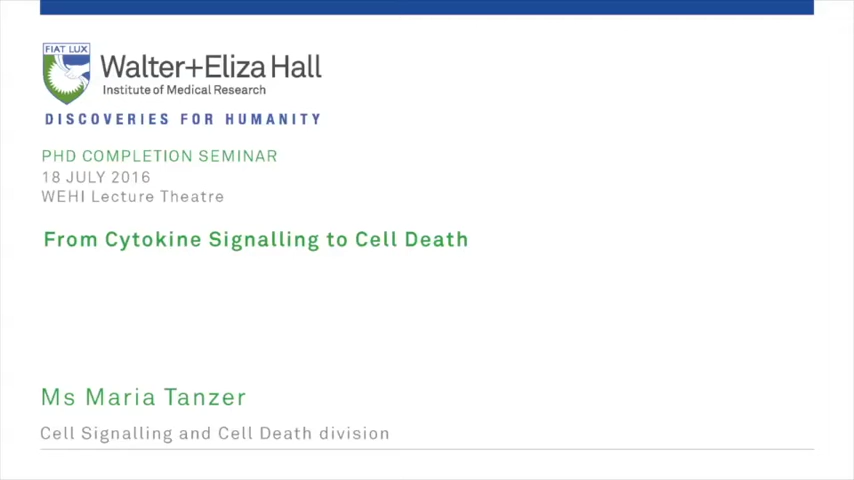 FIAT LUX
Walter+Eliza Hall
Institute of Medical Research
DISCOVERIES FOR HUMANITY
PHD COMPLETION SEMINAR
18 JULY 2016
WEHI Lecture Theatre
From Cytokine Signalling to Cell Death
Ms Maria Tanzer
Cell Signalling and Cell Death division